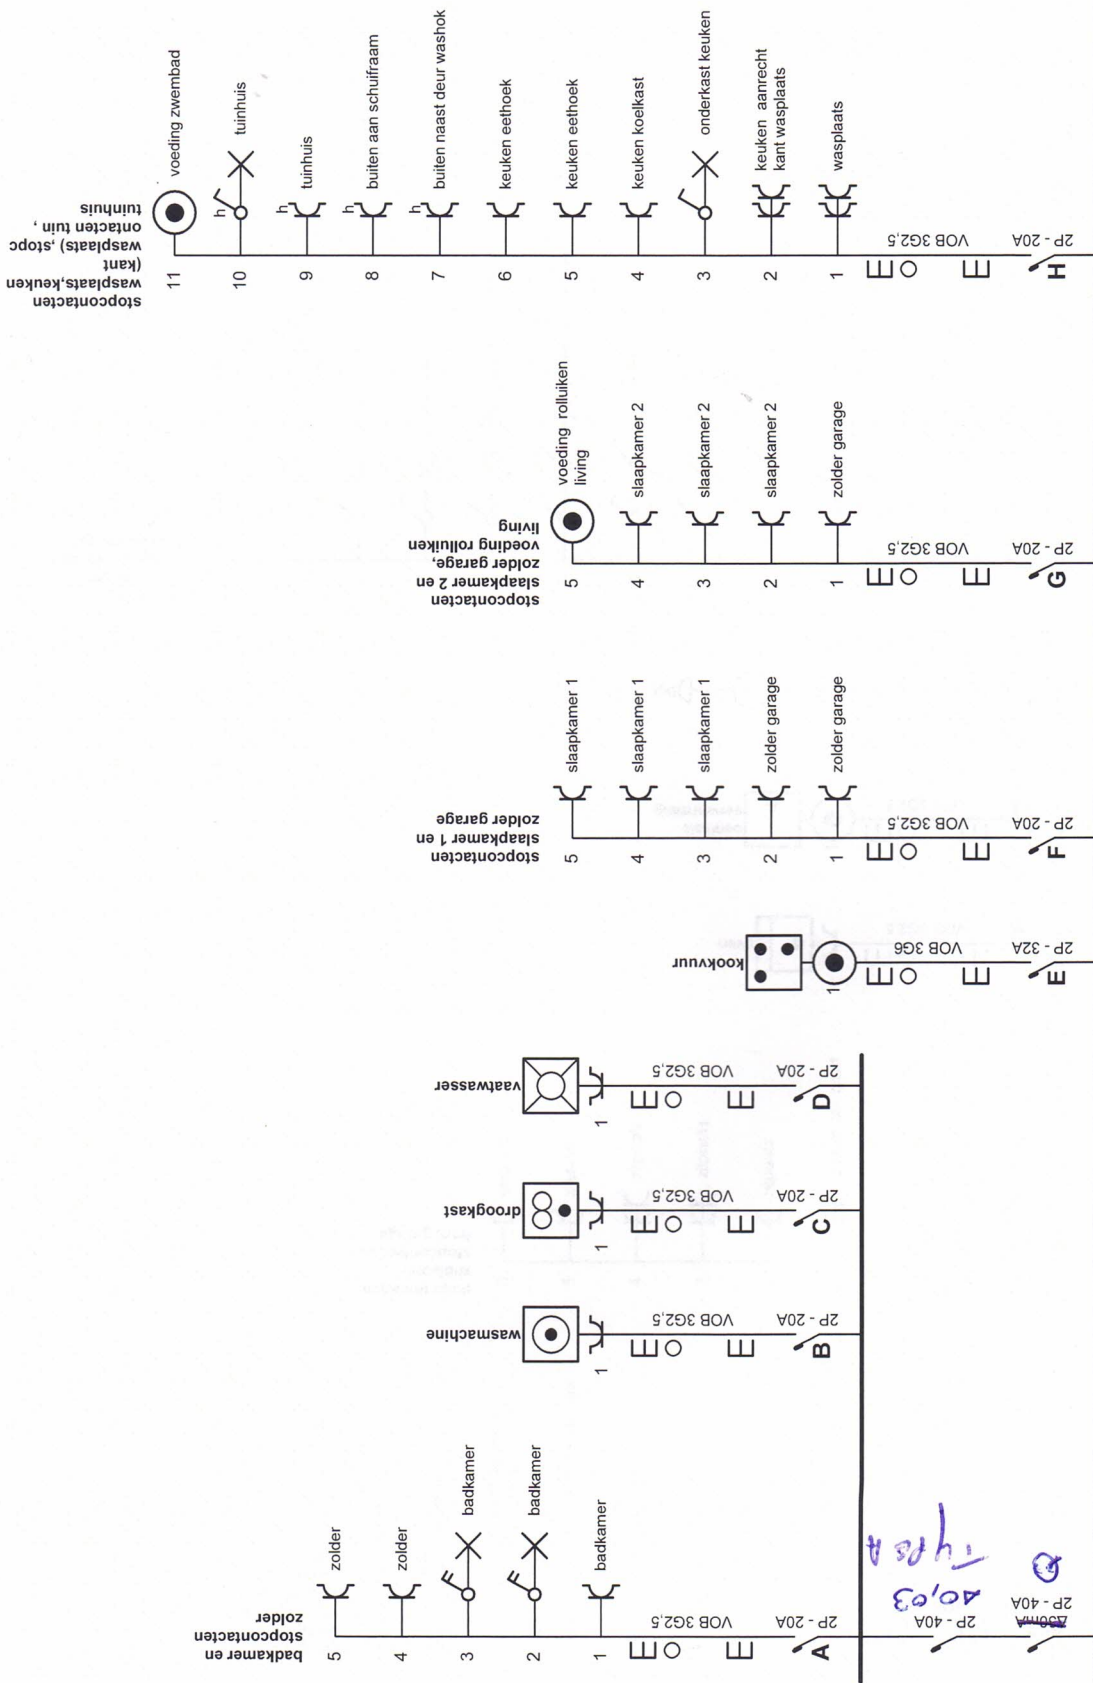 badkamer en
stopcontacten
zolder
5 zolder
4 zolder
3 badkamer
2 badkamer
1 badkamer
VOB 3G2,5
2P - 20A
A
2P - 40A
Δ0,03
Type A
Δ30mA
2P - 40A
wasmachine
1
VOB 3G2,5
2P - 20A
B
droogkast
1
VOB 3G2,5
2P - 20A
C
vaatwasser
1
VOB 3G2,5
2P - 20A
D
kookvuur
1
VOB 3G6
2P - 32A
E
stopcontacten
slaapkamer 1 en
zolder garage
5 slaapkamer 1
4 slaapkamer 1
3 slaapkamer 1
2 zolder garage
1 zolder garage
VOB 3G2,5
2P - 20A
F
stopcontacten
slaapkamer 2 en
zolder garage,
voeding rolluiken
living
5 voeding rolluiken
living
4 slaapkamer 2
3 slaapkamer 2
2 slaapkamer 2
1 zolder garage
VOB 3G2,5
2P - 20A
G
stopcontacten
wasplaats,keuken
(kant
wasplaats) ,stopc
ontacten tuin ,
tuinhuis
11 voeding zwembad
10 h tuinhuis
9 h tuinhuis
8 h buiten aan schuifraam
7 h buiten naast deur washok
6 keuken eethoek
5 keuken eethoek
4 keuken koelkast
3 onderkast keuken
2 keuken aanrecht
kant wasplaats
1 wasplaats
VOB 3G2,5
2P - 20A
H